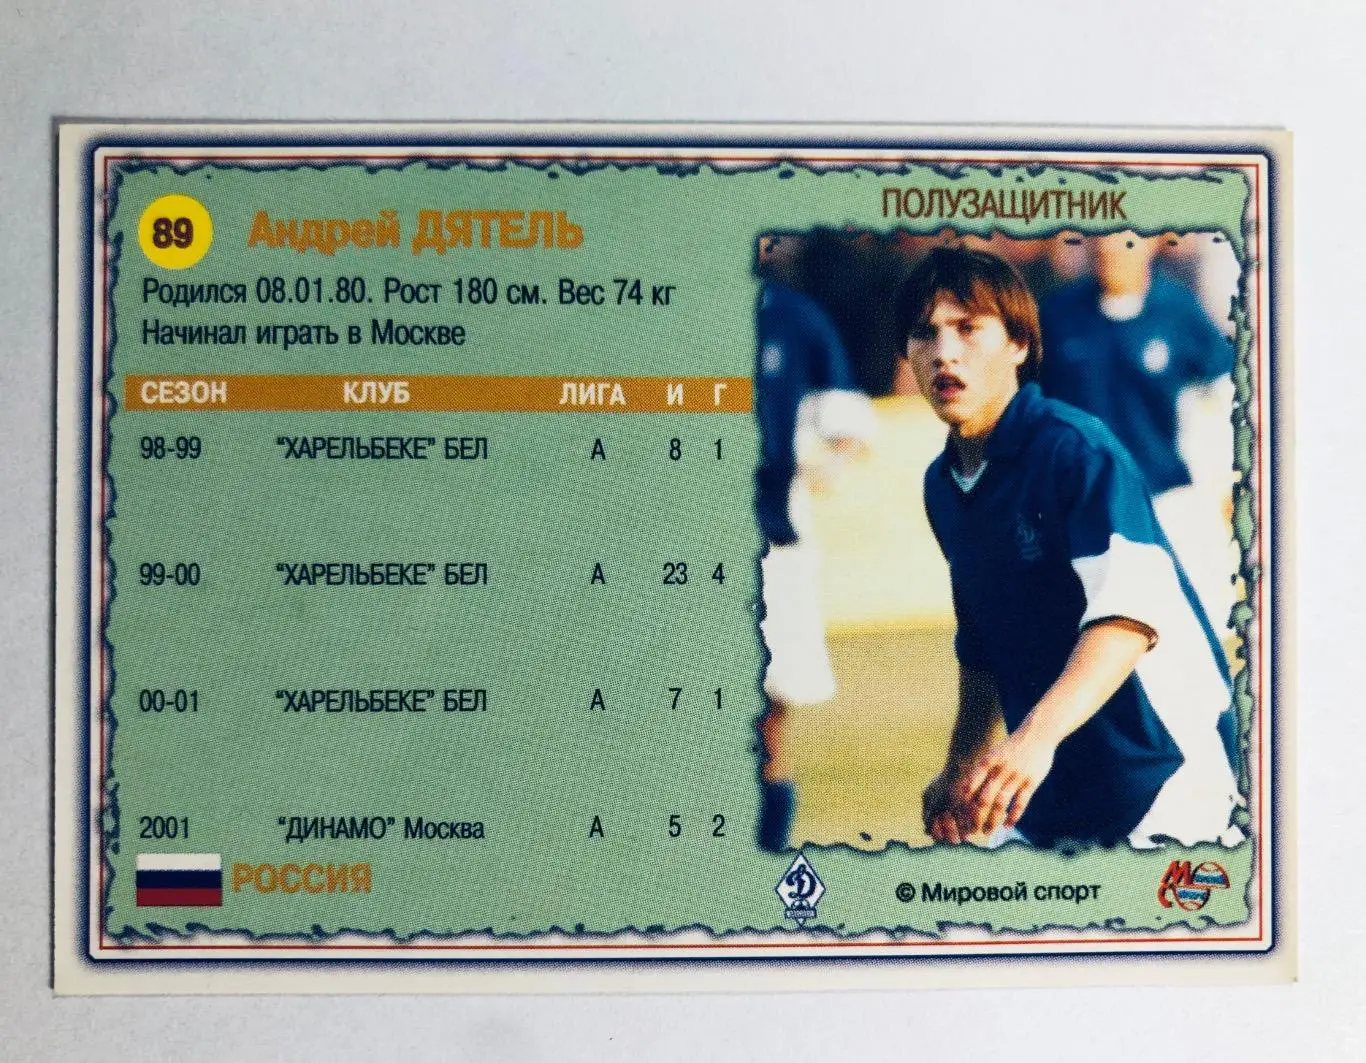 ПОЛУЗАЩИТНИК
89 Андрей ДЯТЕЛЬ
Родился 08.01.80. Рост 180 см. Вес 74 кг
Начинал играть в Москве
СЕЗОН КЛУБ ЛИГА И Г
98-99 “ХАРЕЛЬБЕКЕ” БЕЛ А 8 1
99-00 “ХАРЕЛЬБЕКЕ” БЕЛ А 23 4
00-01 “ХАРЕЛЬБЕКЕ” БЕЛ А 7 1
2001 “ДИНАМО” Москва А 5 2
РОССИЯ
Д
© Мировой спорт